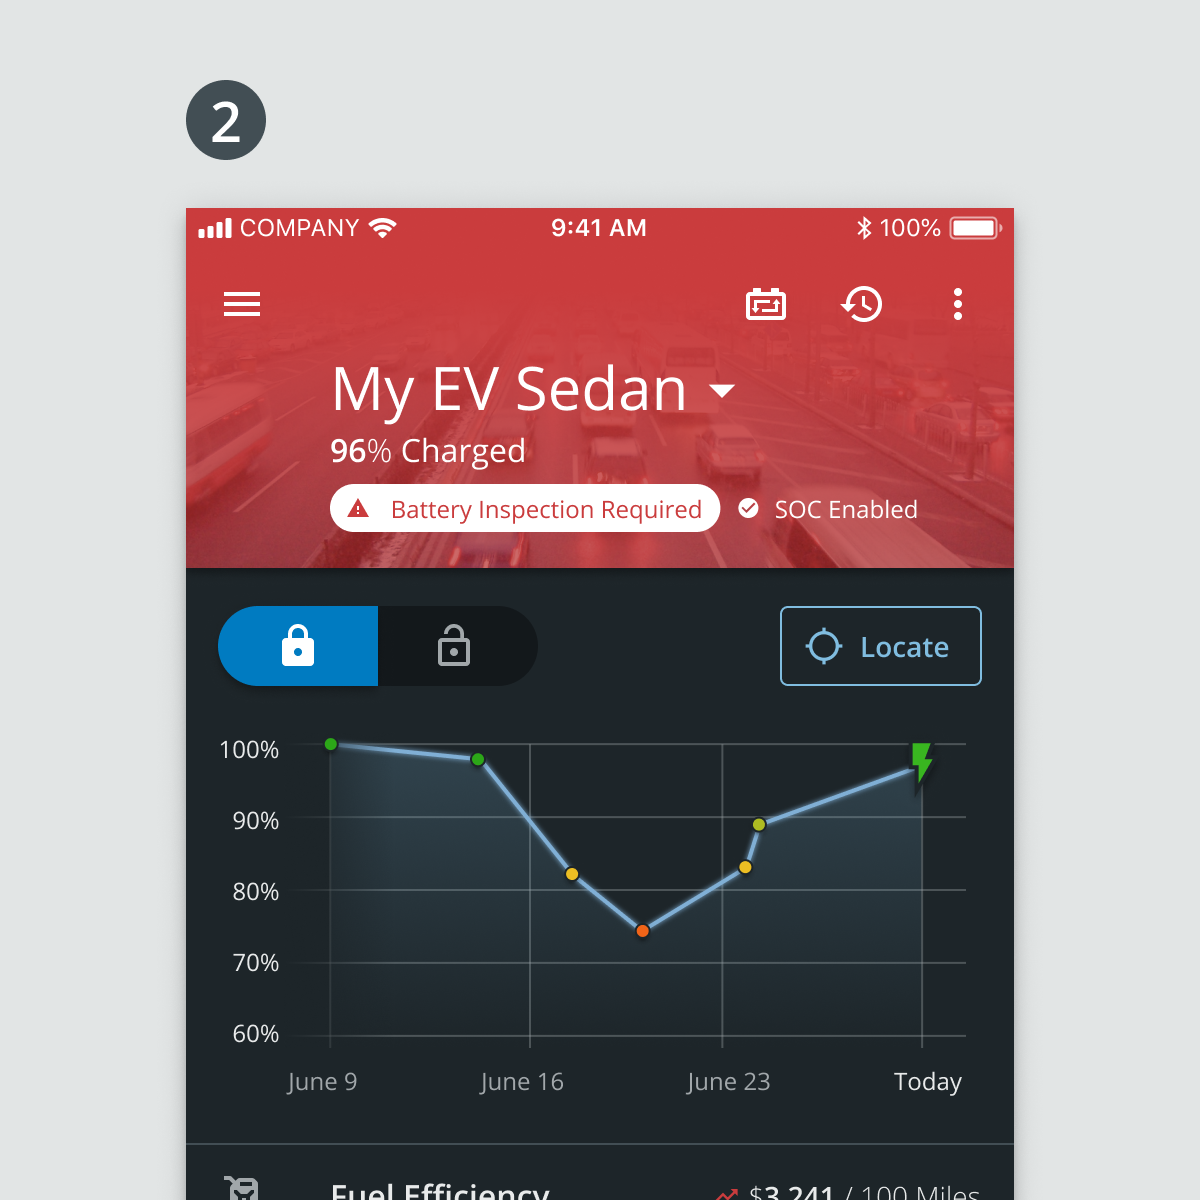 2
COMPANY 9:41 AM 100%
My EV Sedan
96% Charged
Battery Inspection Required SOC Enabled
Locate
100%
90%
80%
70%
60%
June 9 June 16 June 23 Today
Fuel Efficiency $3,241 / 100 Miles